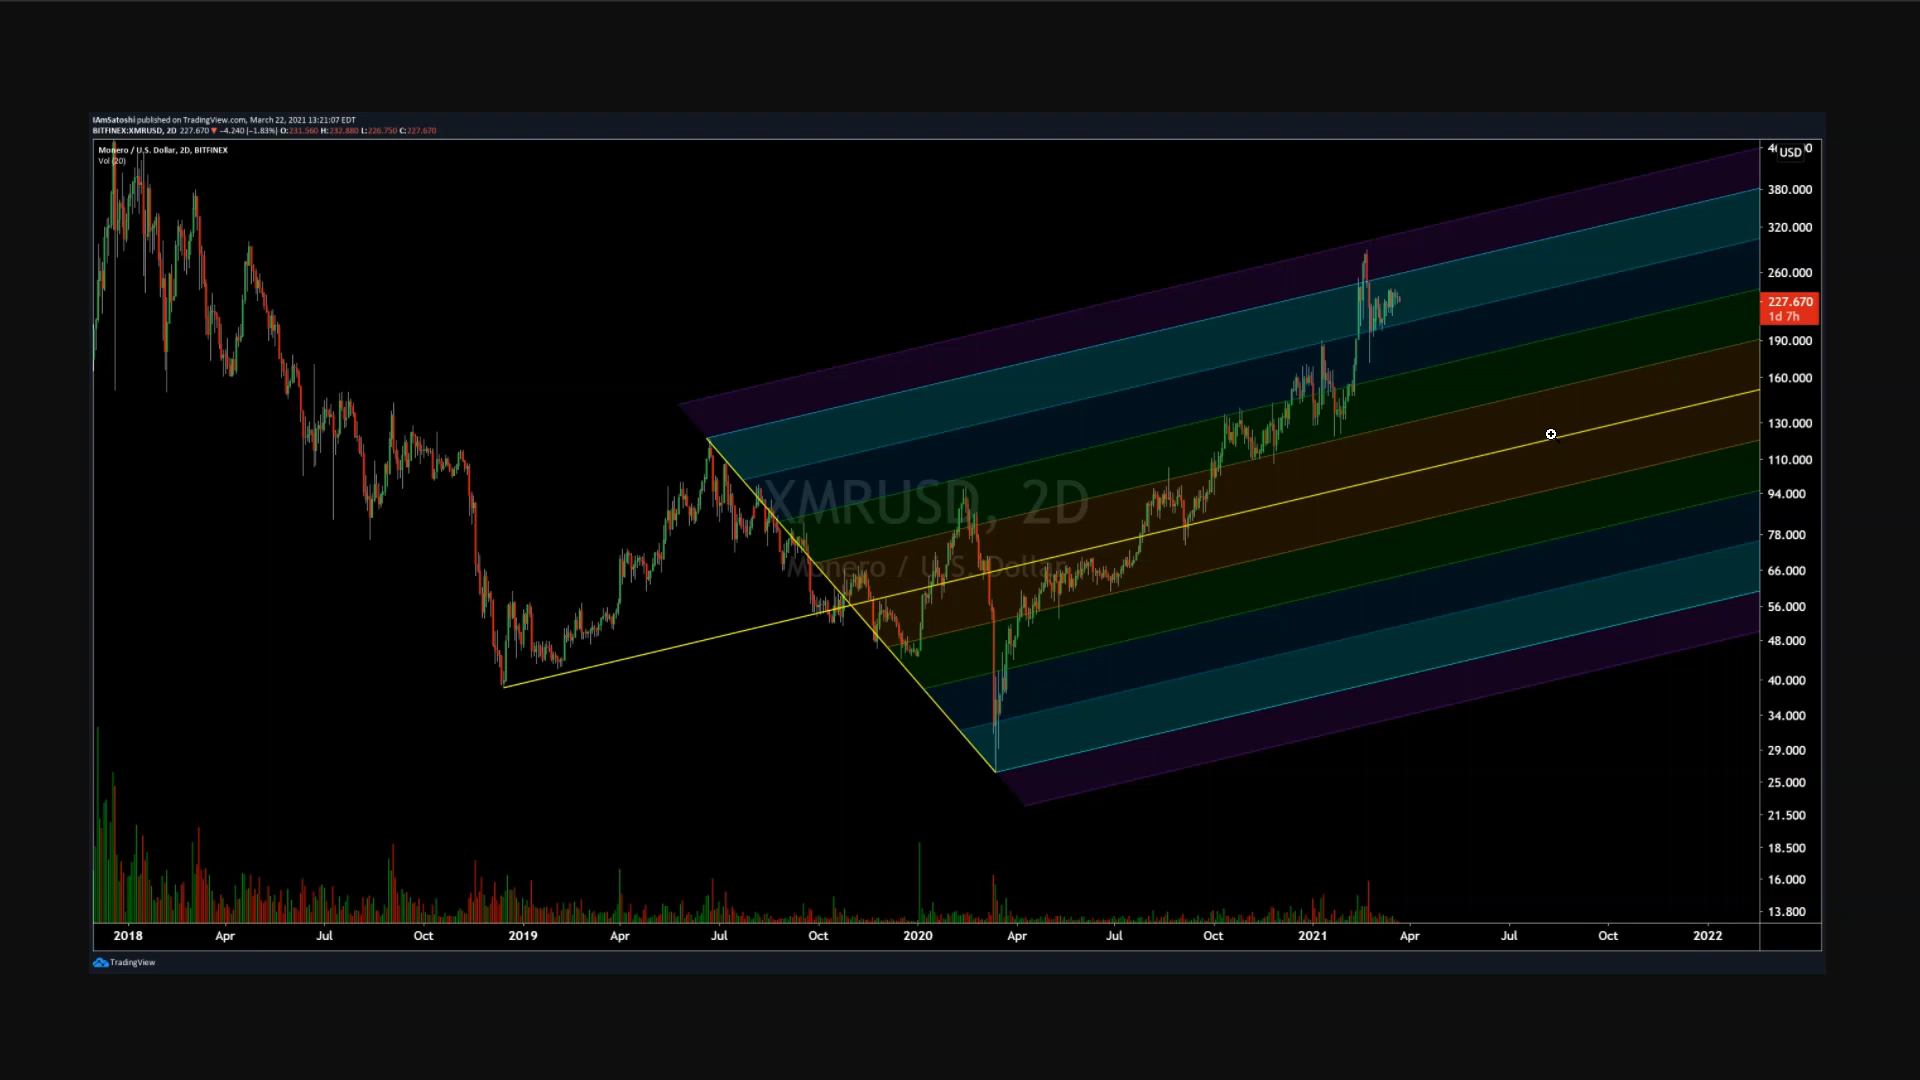 IAmSatoshi published on TradingView.com, March 22, 2021 13:21:07 EDT
BITFINEX:XMRUSD, 2D 227.670 ▼ −4.240 (−1.83%) O:231.560 H:232.880 L:226.750 C:227.670
Monero / U.S. Dollar, 2D, BITFINEX
Vol (20)
USD
380.000
320.000
260.000
227.670
1d 7h
190.000
160.000
130.000
110.000
94.000
78.000
66.000
56.000
48.000
40.000
34.000
29.000
25.000
21.500
18.500
16.000
13.800
XMRUSD, 2D
Monero / U.S. Dollar
2018 Apr Jul Oct 2019 Apr Jul Oct 2020 Apr Jul Oct 2021 Apr Jul Oct 2022
TradingView